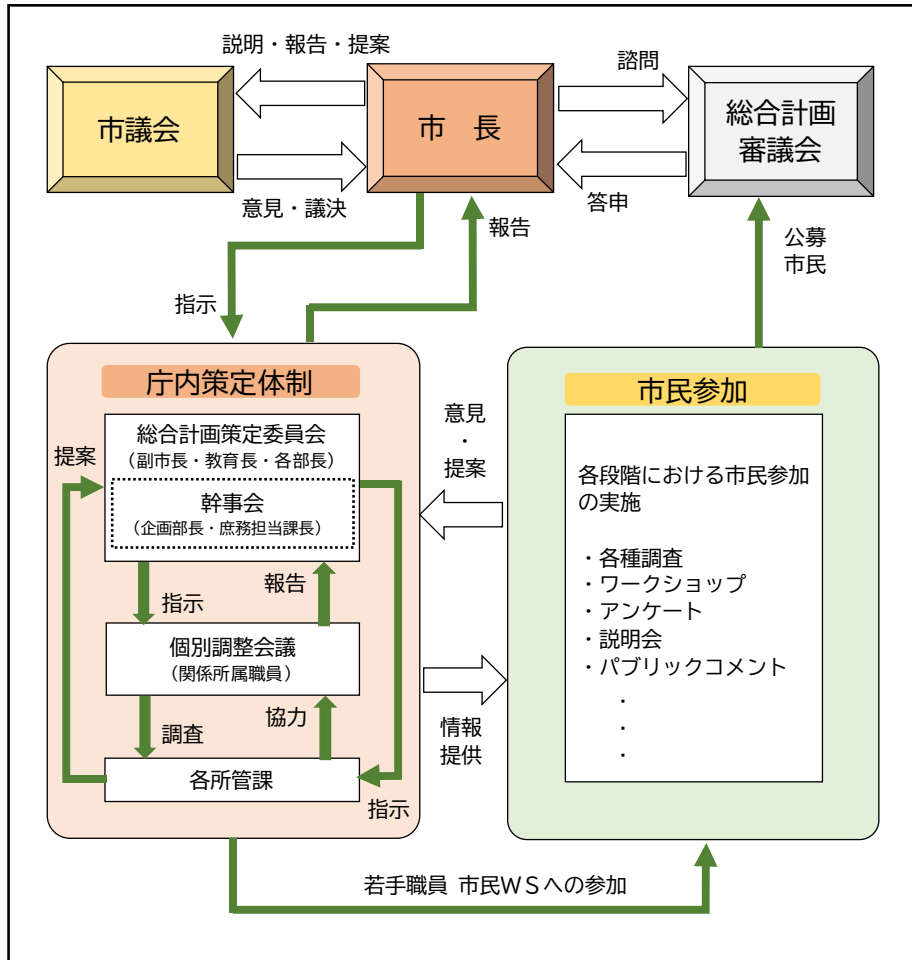 説明・報告・提案
諮問
市議会
市　長
総合計画
審議会
意見・議決
答申
報告
公募
市民
指示
庁内策定体制
市民参加
総合計画策定委員会
（副市長・教育長・各部長）
提案
幹事会
（企画部長・庶務担当課長）
意見
・
提案
各段階における市民参加
の実施
・各種調査
・ワークショップ
・アンケート
・説明会
・パブリックコメント
・
・
・
報告
指示
個別調整会議
（関係所属職員）
協力
調査
情報
提供
各所管課
指示
若手職員 市民ＷＳへの参加